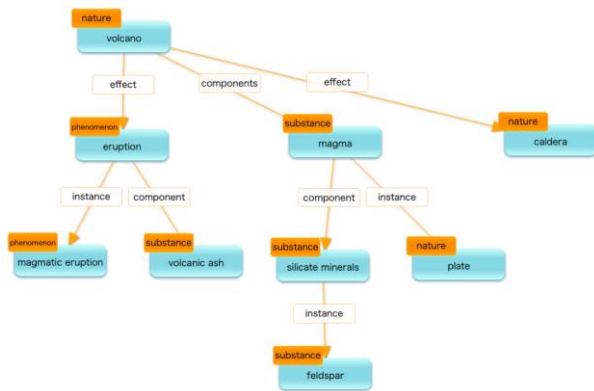 nature
volcano
effect
components
effect
phenomenon
eruption
substance
magma
nature
caldera
instance
component
component
instance
phenomenon
magmatic eruption
substance
volcanic ash
substance
silicate minerals
nature
plate
instance
substance
feldspar